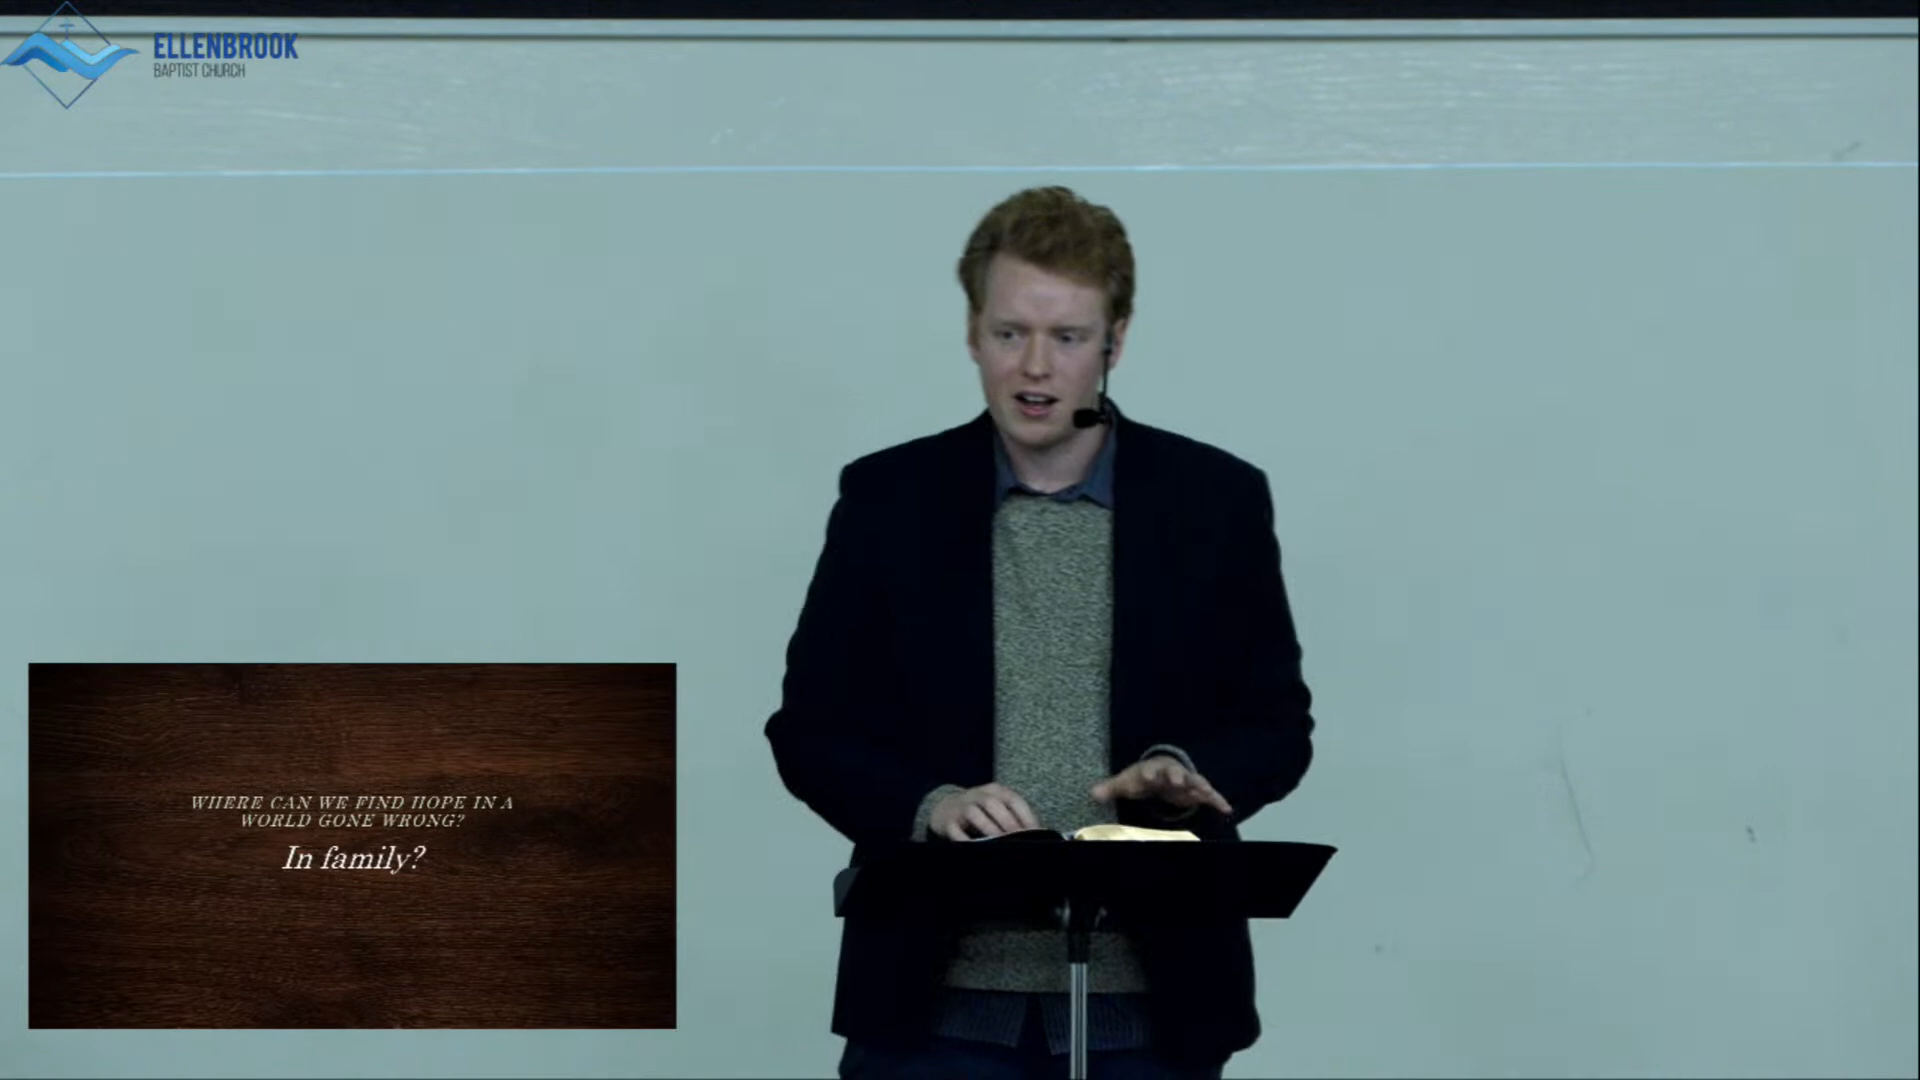 ELLENBROOK
BAPTIST CHURCH
WHERE CAN WE FIND HOPE IN A
WORLD GONE WRONG?
In family?